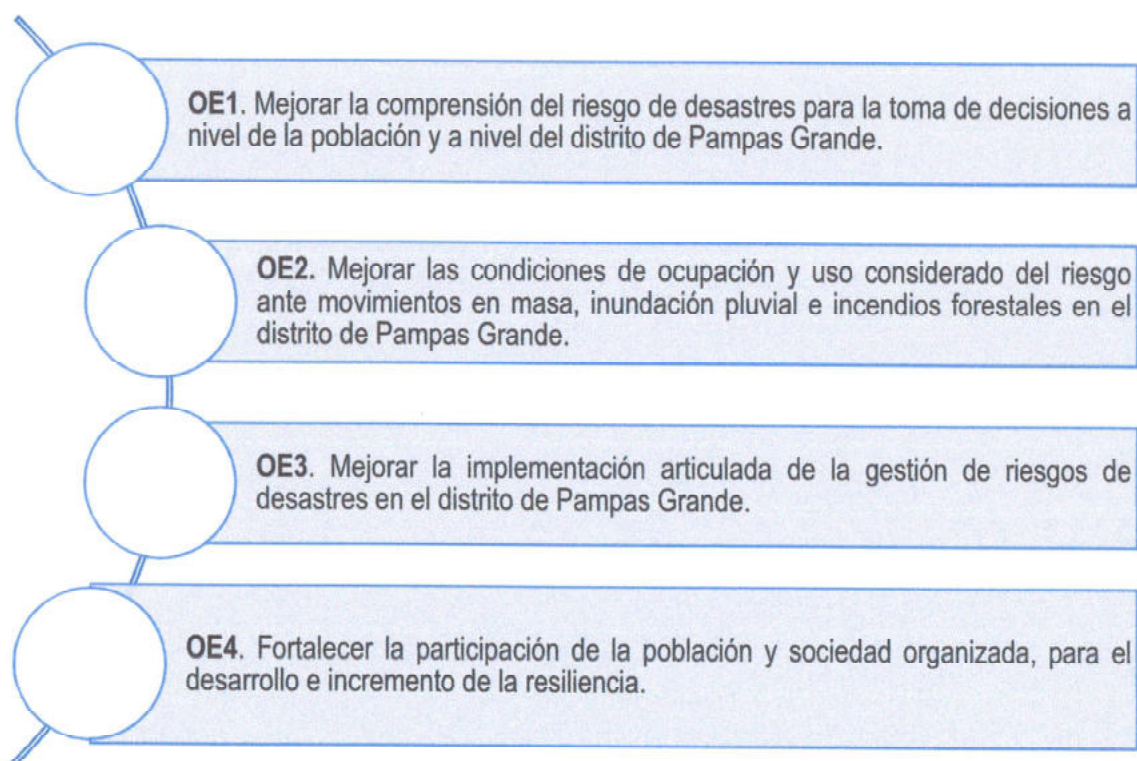 OE1. Mejorar la comprensión del riesgo de desastres para la toma de decisiones a
nivel de la población y a nivel del distrito de Pampas Grande.
OE2. Mejorar las condiciones de ocupación y uso considerado del riesgo
ante movimientos en masa, inundación pluvial e incendios forestales en el
distrito de Pampas Grande.
OE3. Mejorar la implementación articulada de la gestión de riesgos de
desastres en el distrito de Pampas Grande.
OE4. Fortalecer la participación de la población y sociedad organizada, para el
desarrollo e incremento de la resiliencia.